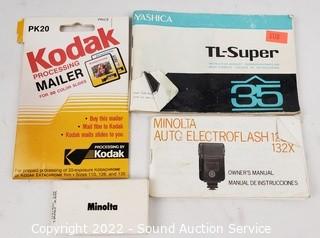 PK20
Kodak
PROCESSING
MAILER
FOR 20 COLOR SLIDES
• Buy this mailer
• Mail film to Kodak
• Kodak mails slides to you
PROCESSING BY
Kodak
YASHICA
TL-Super
35
MINOLTA
AUTO ELECTROFLASH
132X
OWNER'S MANUAL
MANUAL DE INSTRUCCIONES
Minolta
Copyright 2022 - Sound Auction Service